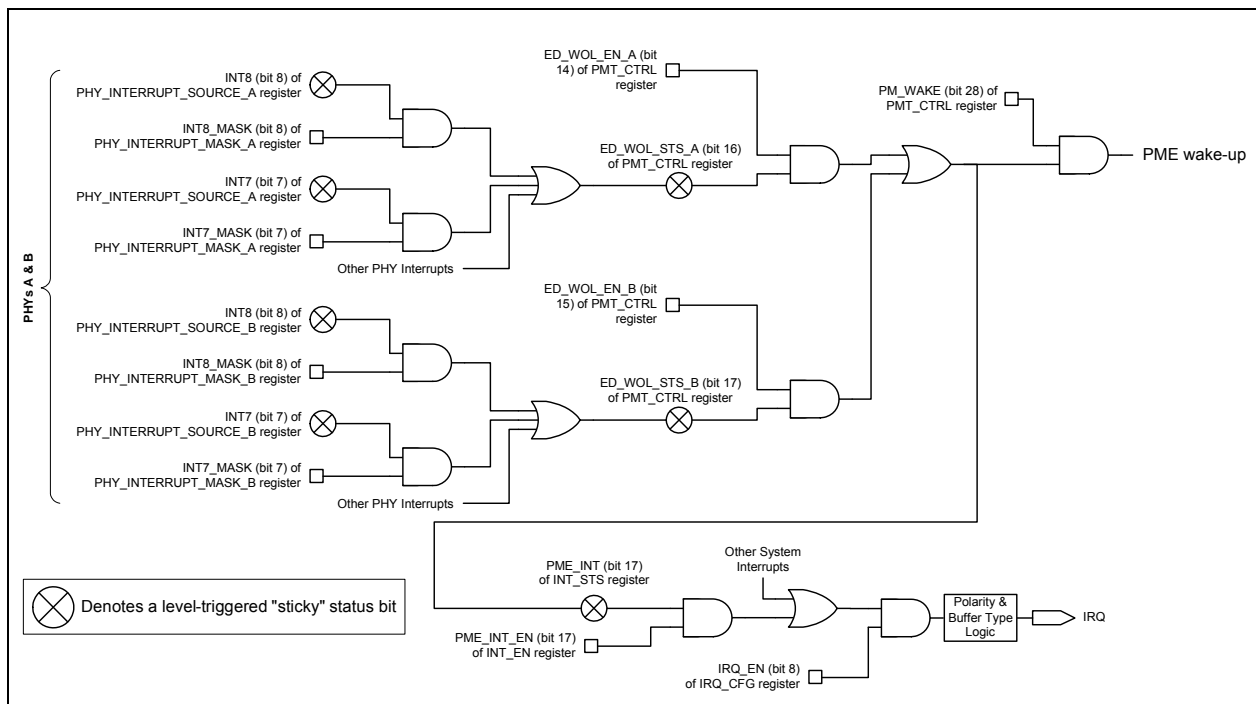 PHYs A & B
INT8 (bit 8) of
PHY_INTERRUPT_SOURCE_A register
INT8_MASK (bit 8) of
PHY_INTERRUPT_MASK_A register
INT7 (bit 7) of
PHY_INTERRUPT_SOURCE_A register
INT7_MASK (bit 7) of
PHY_INTERRUPT_MASK_A register
Other PHY Interrupts
ED_WOL_EN_A (bit
14) of PMT_CTRL
register
ED_WOL_STS_A (bit 16)
of PMT_CTRL register
PM_WAKE (bit 28) of
PMT_CTRL register
PME wake-up
INT8 (bit 8) of
PHY_INTERRUPT_SOURCE_B register
INT8_MASK (bit 8) of
PHY_INTERRUPT_MASK_B register
INT7 (bit 7) of
PHY_INTERRUPT_SOURCE_B register
INT7_MASK (bit 7) of
PHY_INTERRUPT_MASK_B register
Other PHY Interrupts
ED_WOL_EN_B (bit
15) of PMT_CTRL
register
ED_WOL_STS_B (bit 17)
of PMT_CTRL register
Denotes a level-triggered "sticky" status bit
PME_INT (bit 17)
of INT_STS register
PME_INT_EN (bit 17)
of INT_EN register
Other System
Interrupts
IRQ_EN (bit 8)
of IRQ_CFG register
Polarity &
Buffer Type
Logic
IRQ